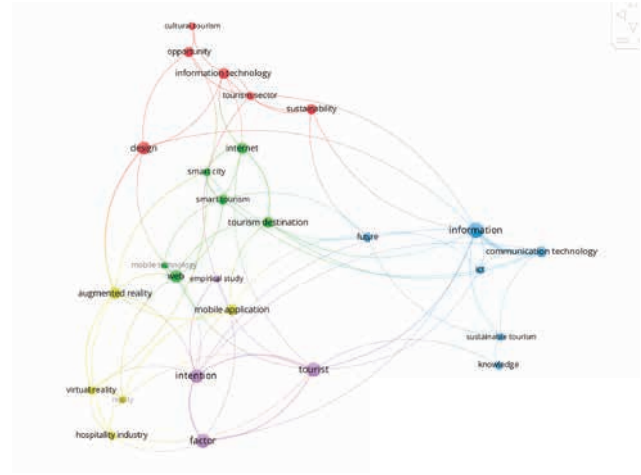 cultural tourism
opportunity
information technology
tourism sector
sustainability
design
internet
smart city
smart tourism
tourism destination
information
future
communication technology
mobile technology
web
empirical study
ict
augmented reality
mobile application
sustainable tourism
knowledge
tourist
intention
virtual reality
hospitality industry
factor